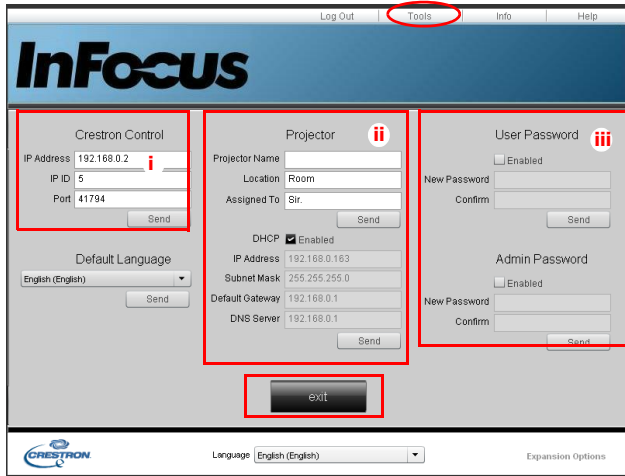 Log Out Tools Info Help
InFocus
Crestron Control
IP Address 192.168.0.2 i
IP ID 5
Port 41794
Send
Default Language
English (English)
Send
Projector ii
Projector Name
Location Room
Assigned To Sir.
Send
DHCP Enabled
IP Address 192.168.0.163
Subnet Mask 255.255.255.0
Default Gateway 192.168.0.1
DNS Server 192.168.0.1
Send
User Password iii
Enabled
New Password
Confirm
Send
Admin Password
Enabled
New Password
Confirm
Send
exit
CRESTRON
Language English (English)
Expansion Options